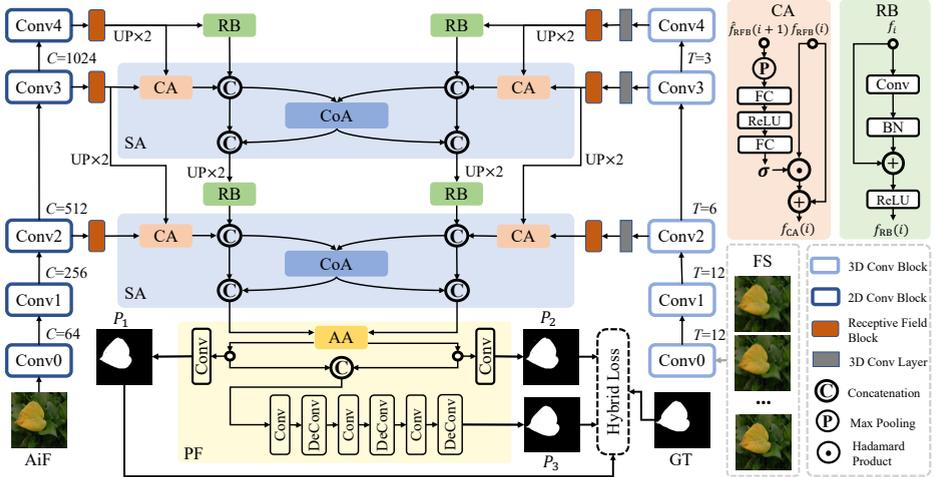 Conv4
RB
RB
Conv4
UP×2
UP×2
C=1024
T=3
Conv3
CA
C
C
CA
Conv3
CoA
SA
C
C
UP×2
UP×2
UP×2
UP×2
RB
RB
C=512
T=6
Conv2
CA
C
C
CA
Conv2
CoA
C=256
T=12
SA
C
C
Conv1
Conv1
C=64
P₁
AA
P₂
T=12
Conv0
Conv
C
Conv
Conv0
Hybrid Loss
Conv
DeConv
Conv
DeConv
Conv
DeConv
PF
AiF
P₃
GT
CA
f̂RFB(i+1) fRFB(i)
P
FC
ReLU
FC
σ
+
fCA(i)
RB
fi
Conv
BN
+
ReLU
fRB(i)
FS
...
3D Conv Block
2D Conv Block
Receptive Field
Block
3D Conv Layer
C Concatenation
P Max Pooling
Hadamard
Product